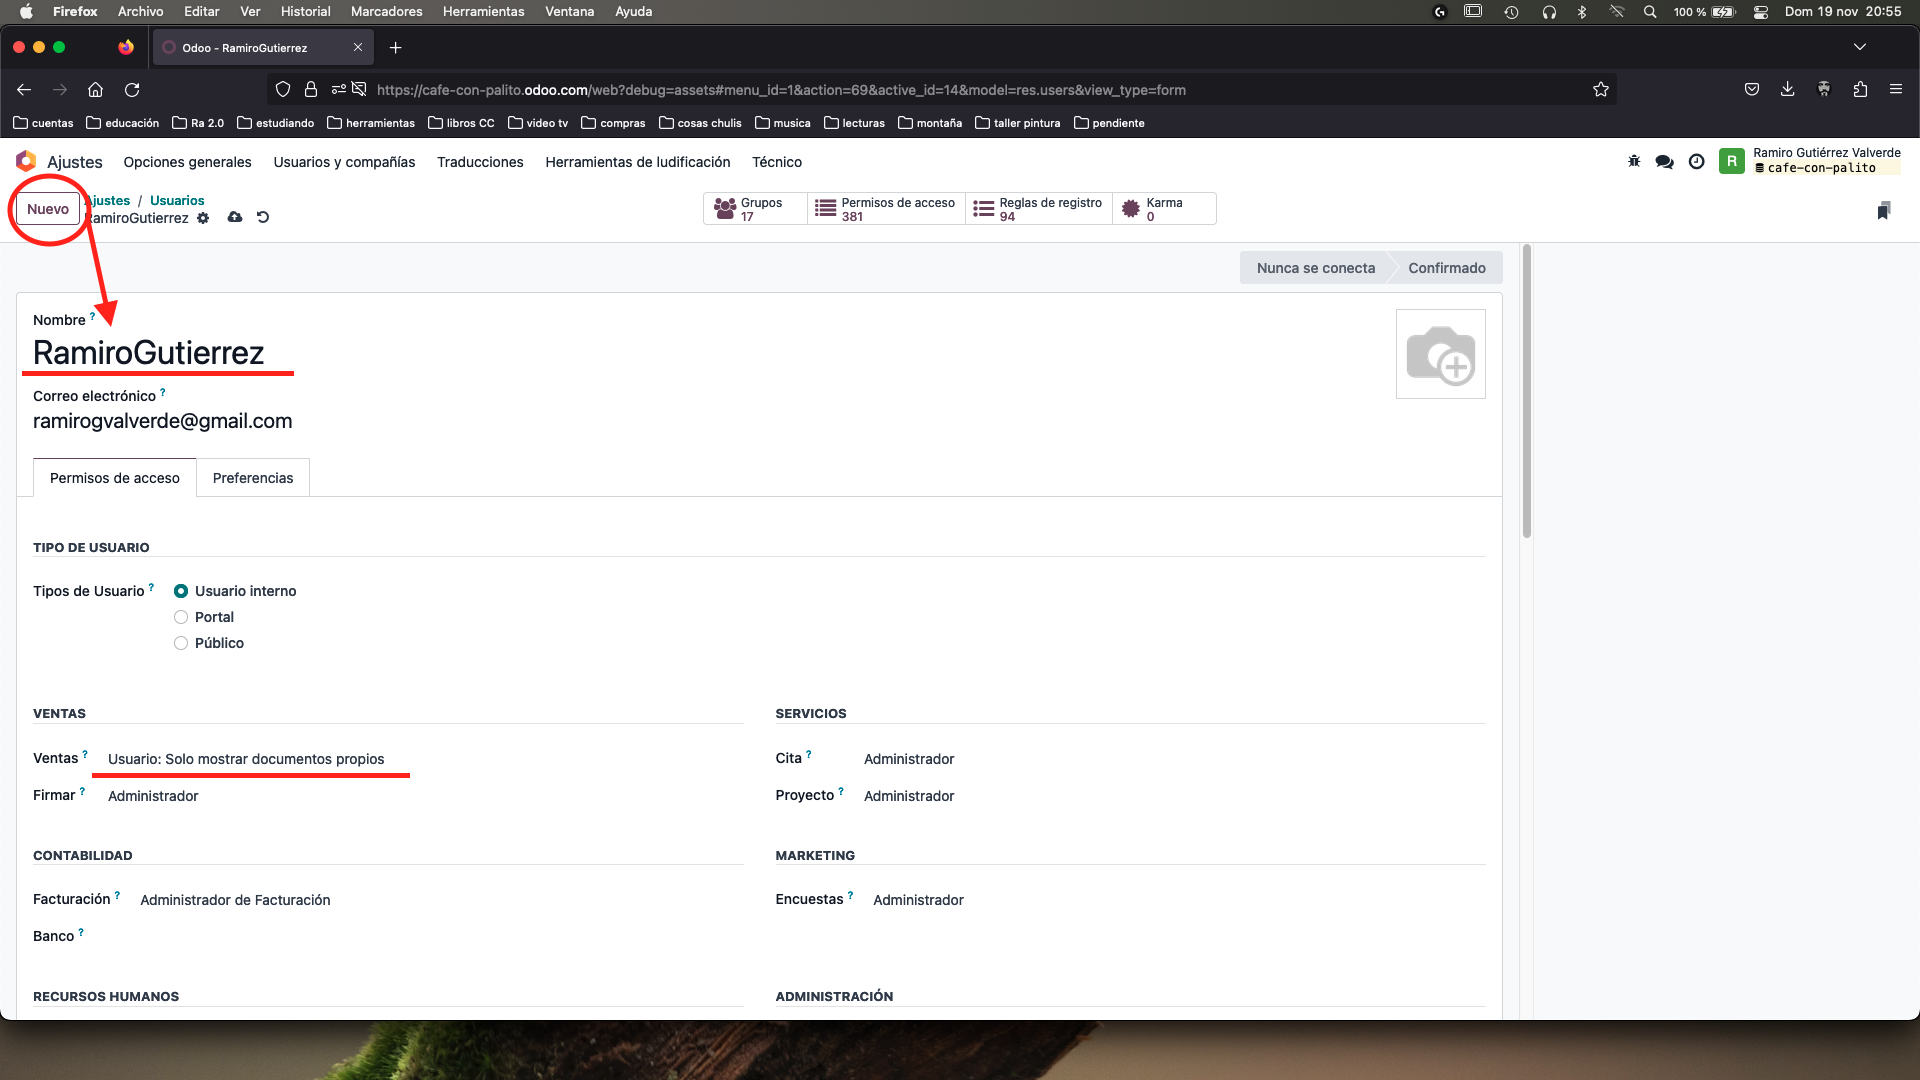 Firefox Archivo Editar Ver Historial Marcadores Herramientas Ventana Ayuda 100 % Dom 19 nov 20:55
Odoo - RamiroGutierrez
https://cafe-con-palito.odoo.com/web?debug=assets#menu_id=1&action=69&active_id=14&model=res.users&view_type=form
cuentas educación Ra 2.0 estudiando herramientas libros CC video tv compras cosas chulis musica lecturas montaña taller pintura pendiente
Ajustes Opciones generales Usuarios y compañías Traducciones Herramientas de ludificación Técnico
R Ramiro Gutiérrez Valverde
cafe-con-palito
Nuevo
Ajustes / Usuarios
RamiroGutierrez
Grupos
17
Permisos de acceso
381
Reglas de registro
94
Karma
0
Nunca se conecta Confirmado
Nombre ?
RamiroGutierrez
Correo electrónico ?
ramirogvalverde@gmail.com
Permisos de acceso Preferencias
TIPO DE USUARIO
Tipos de Usuario ? Usuario interno
Portal
Público
VENTAS
Ventas ? Usuario: Solo mostrar documentos propios
Firmar ? Administrador
SERVICIOS
Cita ? Administrador
Proyecto ? Administrador
CONTABILIDAD
Facturación ? Administrador de Facturación
Banco ?
MARKETING
Encuestas ? Administrador
RECURSOS HUMANOS
ADMINISTRACIÓN